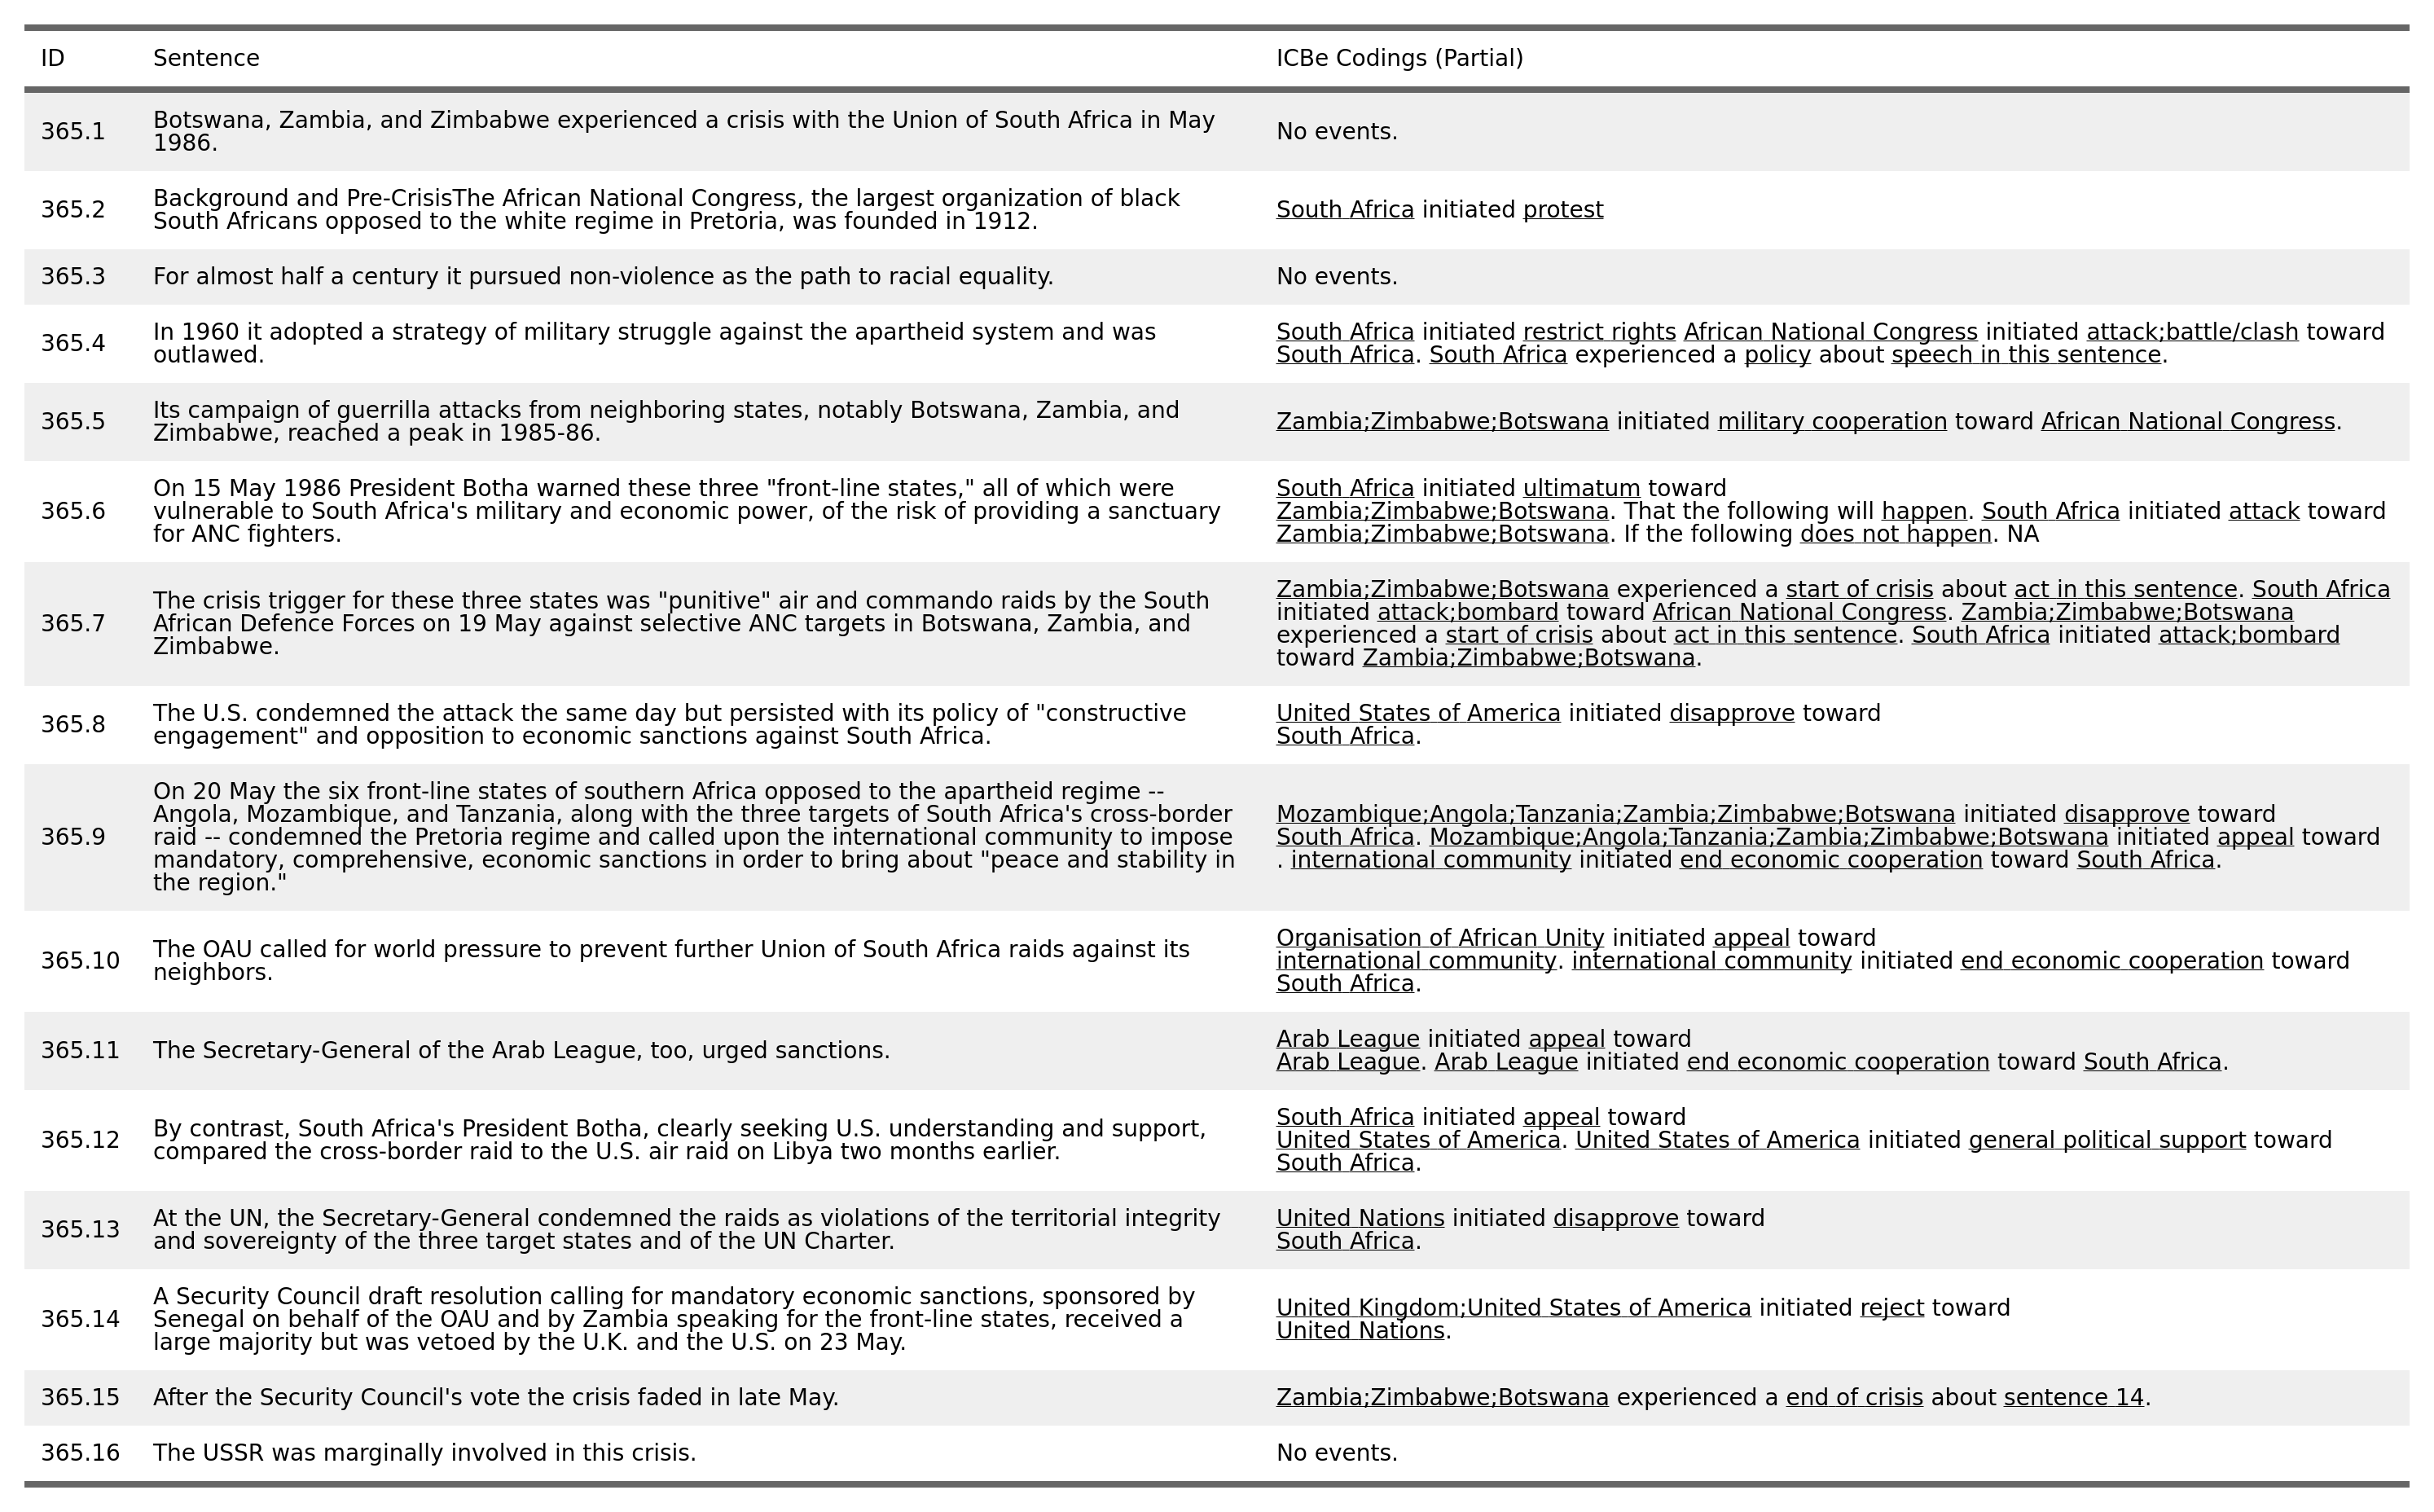 ID Sentence ICBe Codings (Partial)
365.1 Botswana, Zambia, and Zimbabwe experienced a crisis with the Union of South Africa in May
1986.
No events.
365.2 Background and Pre-CrisisThe African National Congress, the largest organization of black
South Africans opposed to the white regime in Pretoria, was founded in 1912.
South Africa initiated protest
365.3 For almost half a century it pursued non-violence as the path to racial equality.
No events.
365.4 In 1960 it adopted a strategy of military struggle against the apartheid system and was
outlawed.
South Africa initiated restrict rights African National Congress initiated attack;battle/clash toward
South Africa. South Africa experienced a policy about speech in this sentence.
365.5 Its campaign of guerrilla attacks from neighboring states, notably Botswana, Zambia, and
Zimbabwe, reached a peak in 1985-86.
Zambia;Zimbabwe;Botswana initiated military cooperation toward African National Congress.
365.6 On 15 May 1986 President Botha warned these three "front-line states," all of which were
vulnerable to South Africa's military and economic power, of the risk of providing a sanctuary
for ANC fighters.
South Africa initiated ultimatum toward
Zambia;Zimbabwe;Botswana. That the following will happen. South Africa initiated attack toward
Zambia;Zimbabwe;Botswana. If the following does not happen. NA
365.7 The crisis trigger for these three states was "punitive" air and commando raids by the South
African Defence Forces on 19 May against selective ANC targets in Botswana, Zambia, and
Zimbabwe.
Zambia;Zimbabwe;Botswana experienced a start of crisis about act in this sentence. South Africa
initiated attack;bombard toward African National Congress. Zambia;Zimbabwe;Botswana
experienced a start of crisis about act in this sentence. South Africa initiated attack;bombard
toward Zambia;Zimbabwe;Botswana.
365.8 The U.S. condemned the attack the same day but persisted with its policy of "constructive
engagement" and opposition to economic sanctions against South Africa.
United States of America initiated disapprove toward
South Africa.
365.9 On 20 May the six front-line states of southern Africa opposed to the apartheid regime --
Angola, Mozambique, and Tanzania, along with the three targets of South Africa's cross-border
raid -- condemned the Pretoria regime and called upon the international community to impose
mandatory, comprehensive, economic sanctions in order to bring about "peace and stability in
the region."
Mozambique;Angola;Tanzania;Zambia;Zimbabwe;Botswana initiated disapprove toward
South Africa. Mozambique;Angola;Tanzania;Zambia;Zimbabwe;Botswana initiated appeal toward
. international community initiated end economic cooperation toward South Africa.
365.10 The OAU called for world pressure to prevent further Union of South Africa raids against its
neighbors.
Organisation of African Unity initiated appeal toward
international community. international community initiated end economic cooperation toward
South Africa.
365.11 The Secretary-General of the Arab League, too, urged sanctions.
Arab League initiated appeal toward
Arab League. Arab League initiated end economic cooperation toward South Africa.
365.12 By contrast, South Africa's President Botha, clearly seeking U.S. understanding and support,
compared the cross-border raid to the U.S. air raid on Libya two months earlier.
South Africa initiated appeal toward
United States of America. United States of America initiated general political support toward
South Africa.
365.13 At the UN, the Secretary-General condemned the raids as violations of the territorial integrity
and sovereignty of the three target states and of the UN Charter.
United Nations initiated disapprove toward
South Africa.
365.14 A Security Council draft resolution calling for mandatory economic sanctions, sponsored by
Senegal on behalf of the OAU and by Zambia speaking for the front-line states, received a
large majority but was vetoed by the U.K. and the U.S. on 23 May.
United Kingdom;United States of America initiated reject toward
United Nations.
365.15 After the Security Council's vote the crisis faded in late May.
Zambia;Zimbabwe;Botswana experienced a end of crisis about sentence 14.
365.16 The USSR was marginally involved in this crisis.
No events.